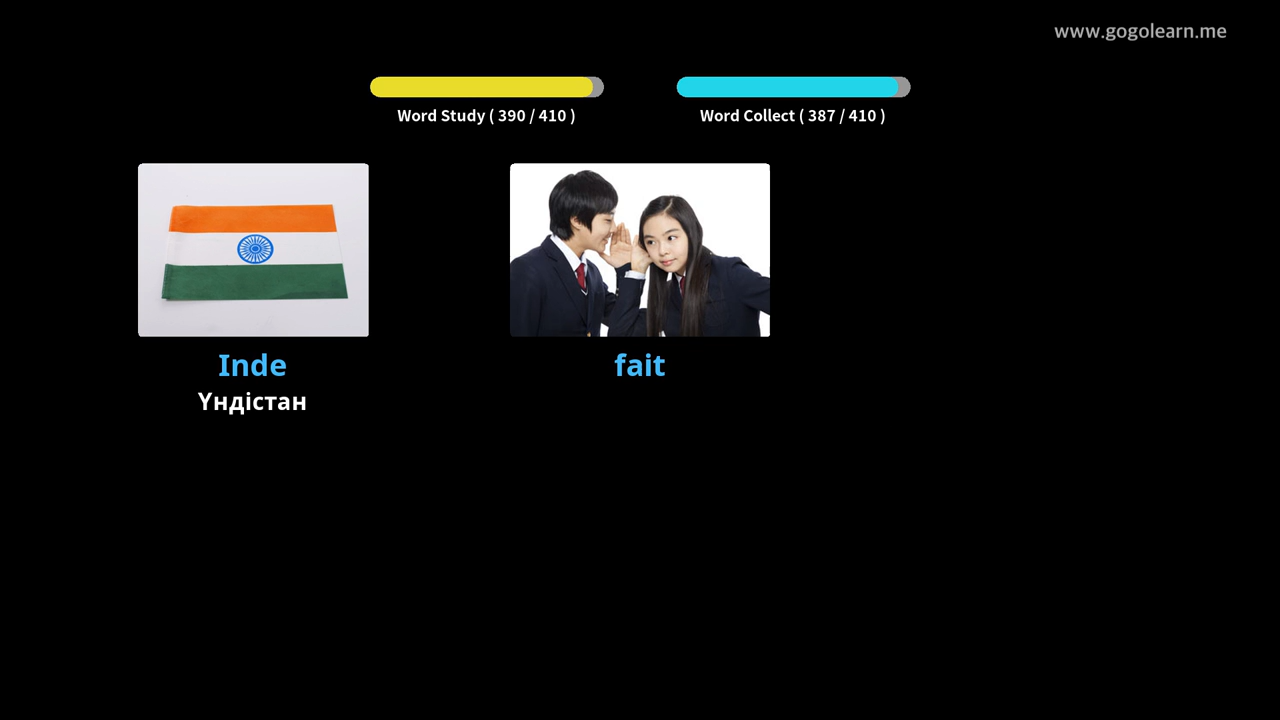 www.gogolearn.me
Word Study ( 390 / 410 )
Word Collect ( 387 / 410 )
Inde
Үндістан
fait